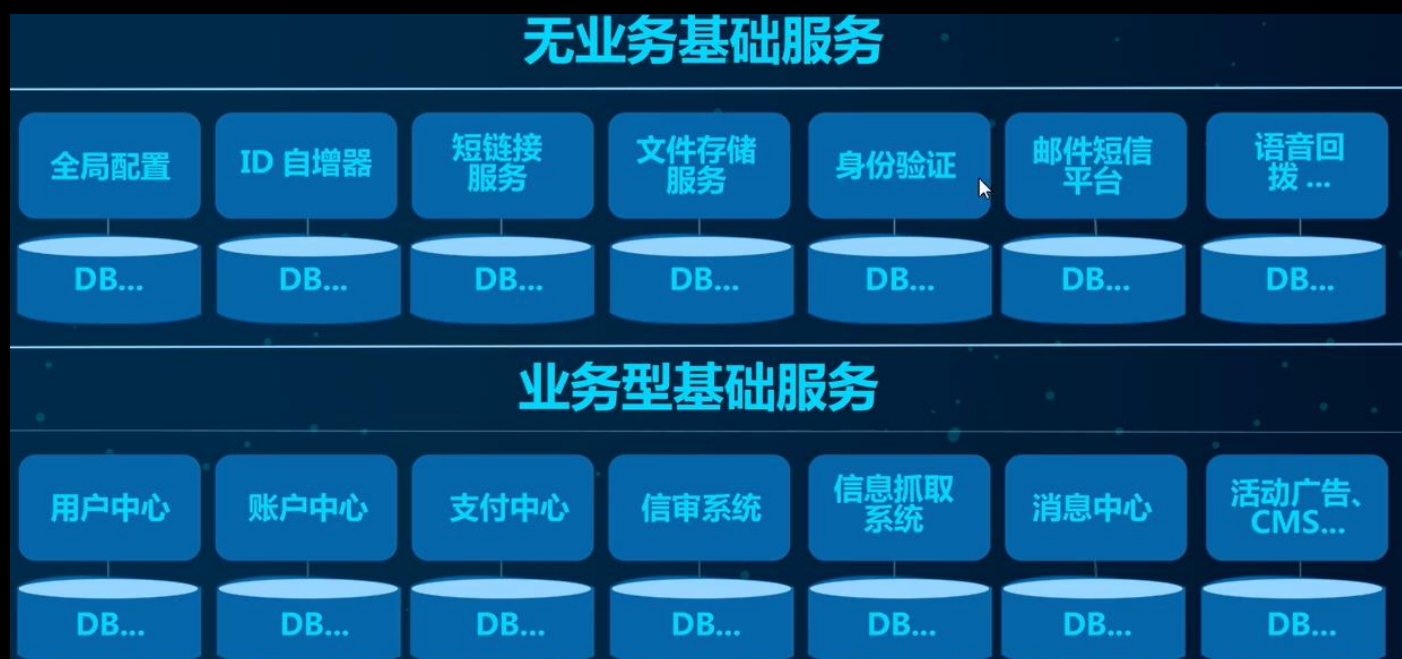 无业务基础服务
全局配置
ID 自增器
短链接
服务
文件存储
服务
身份验证
邮件短信
平台
语音回
拨 ...
DB...
DB...
DB...
DB...
DB...
DB...
DB...
业务型基础服务
用户中心
账户中心
支付中心
信审系统
信息抓取
系统
消息中心
活动广告、
CMS...
DB...
DB...
DB...
DB...
DB...
DB...
DB...